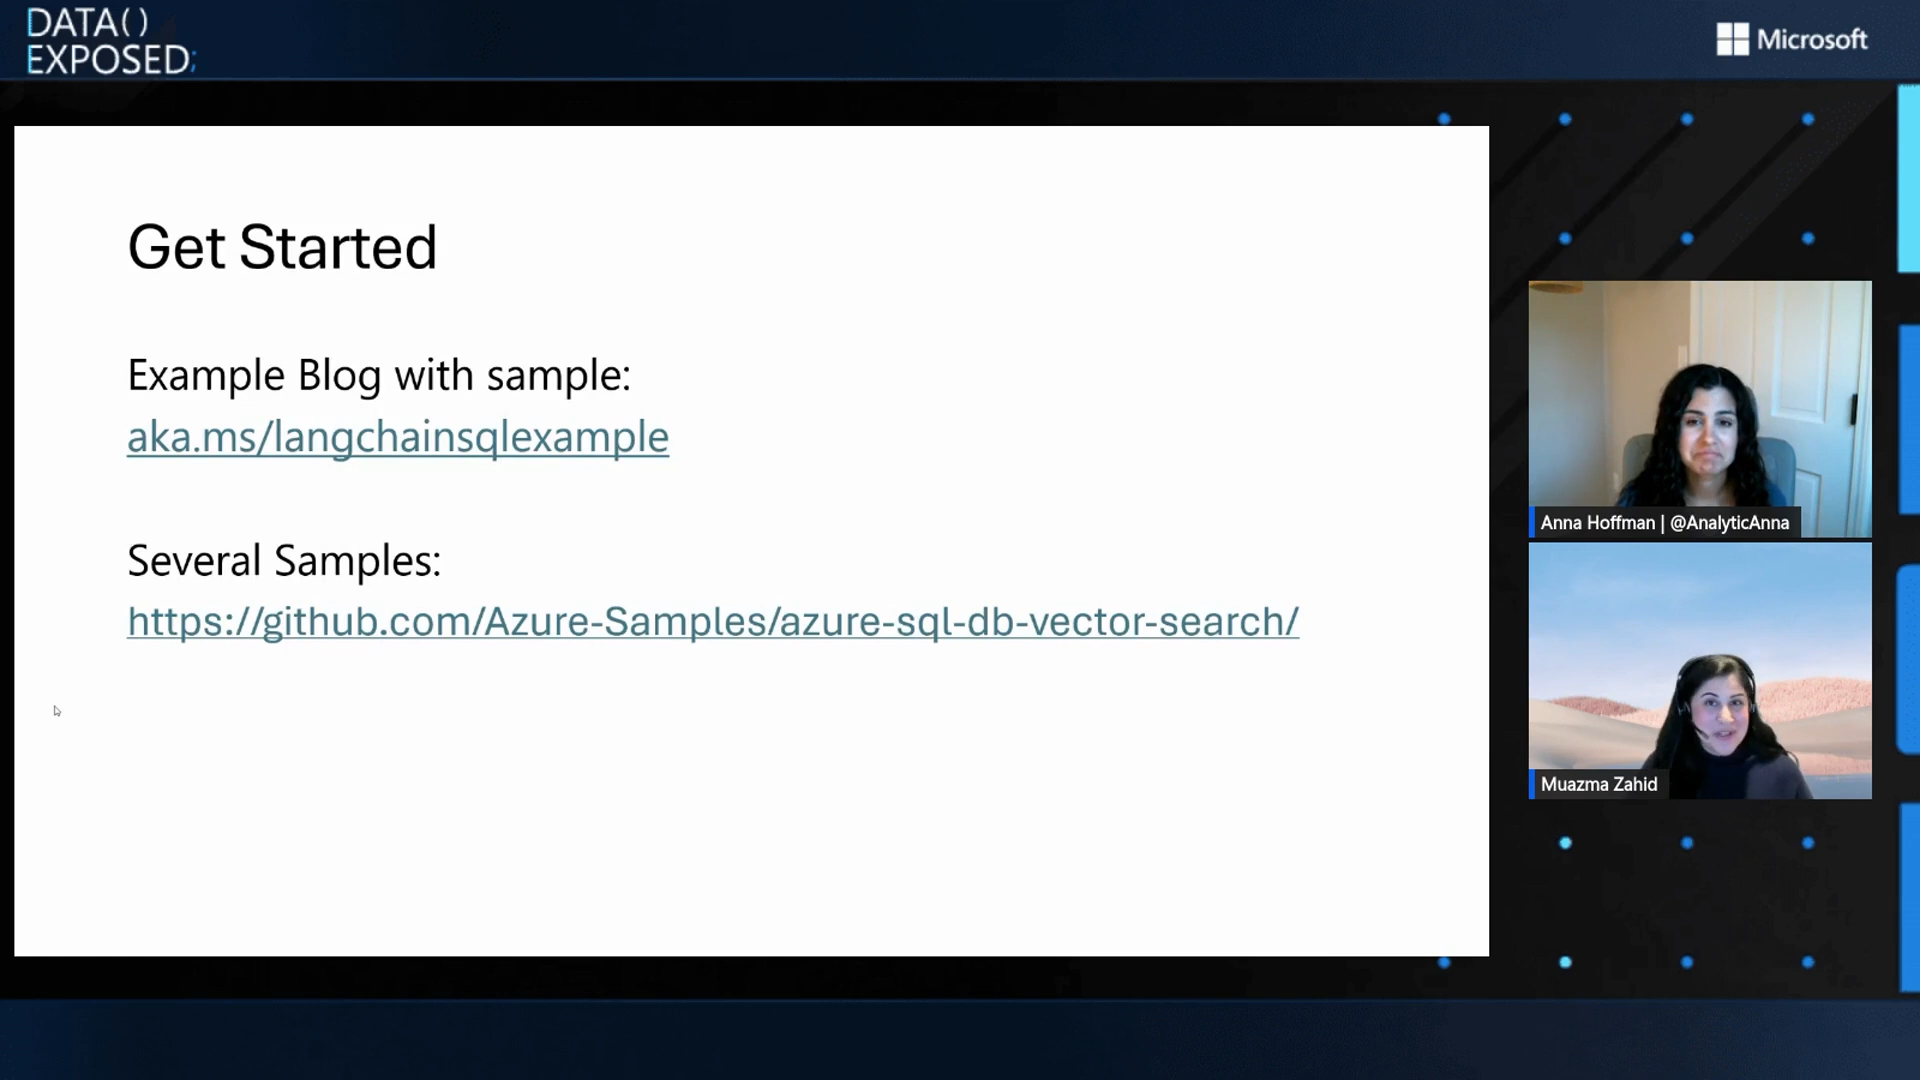 DATA()
EXPOSED;
Microsoft
Get Started
Example Blog with sample:
aka.ms/langchainsqlexample
Several Samples:
https://github.com/Azure-Samples/azure-sql-db-vector-search/
Anna Hoffman | @AnalyticAnna
Muazma Zahid